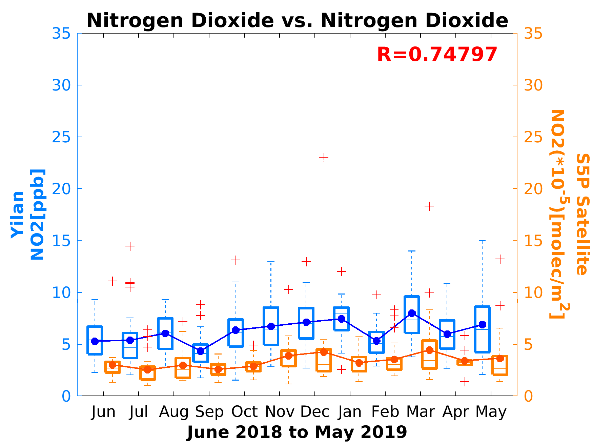 Nitrogen Dioxide vs. Nitrogen Dioxide
R=0.74797
35
30
25
20
15
10
5
0
Yilan
NO2[ppb]
35
30
25
20
15
10
5
0
S5P Satellite
NO2(*10^-5)[molec/m^2]
Jun Jul Aug Sep Oct Nov Dec Jan Feb Mar Apr May
June 2018 to May 2019